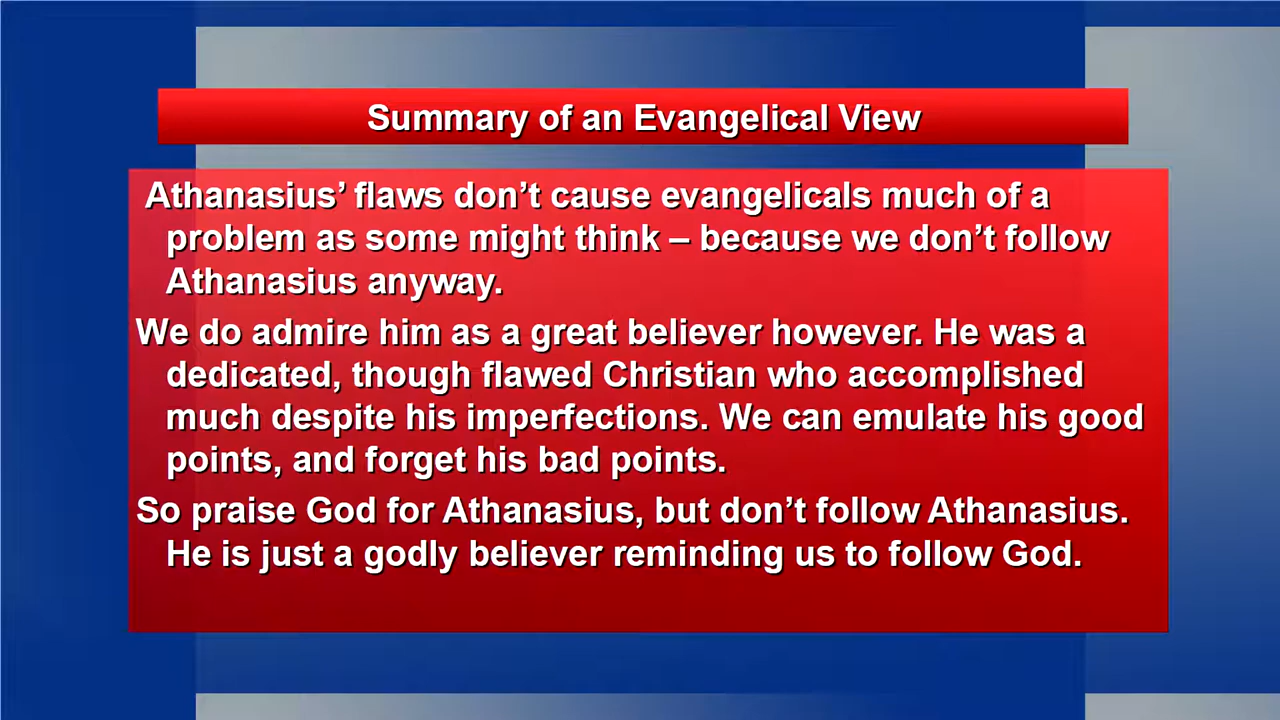 Summary of an Evangelical View
Athanasius’ flaws don’t cause evangelicals much of a
problem as some might think – because we don’t follow
Athanasius anyway.
We do admire him as a great believer however. He was a
dedicated, though flawed Christian who accomplished
much despite his imperfections. We can emulate his good
points, and forget his bad points.
So praise God for Athanasius, but don’t follow Athanasius.
He is just a godly believer reminding us to follow God.